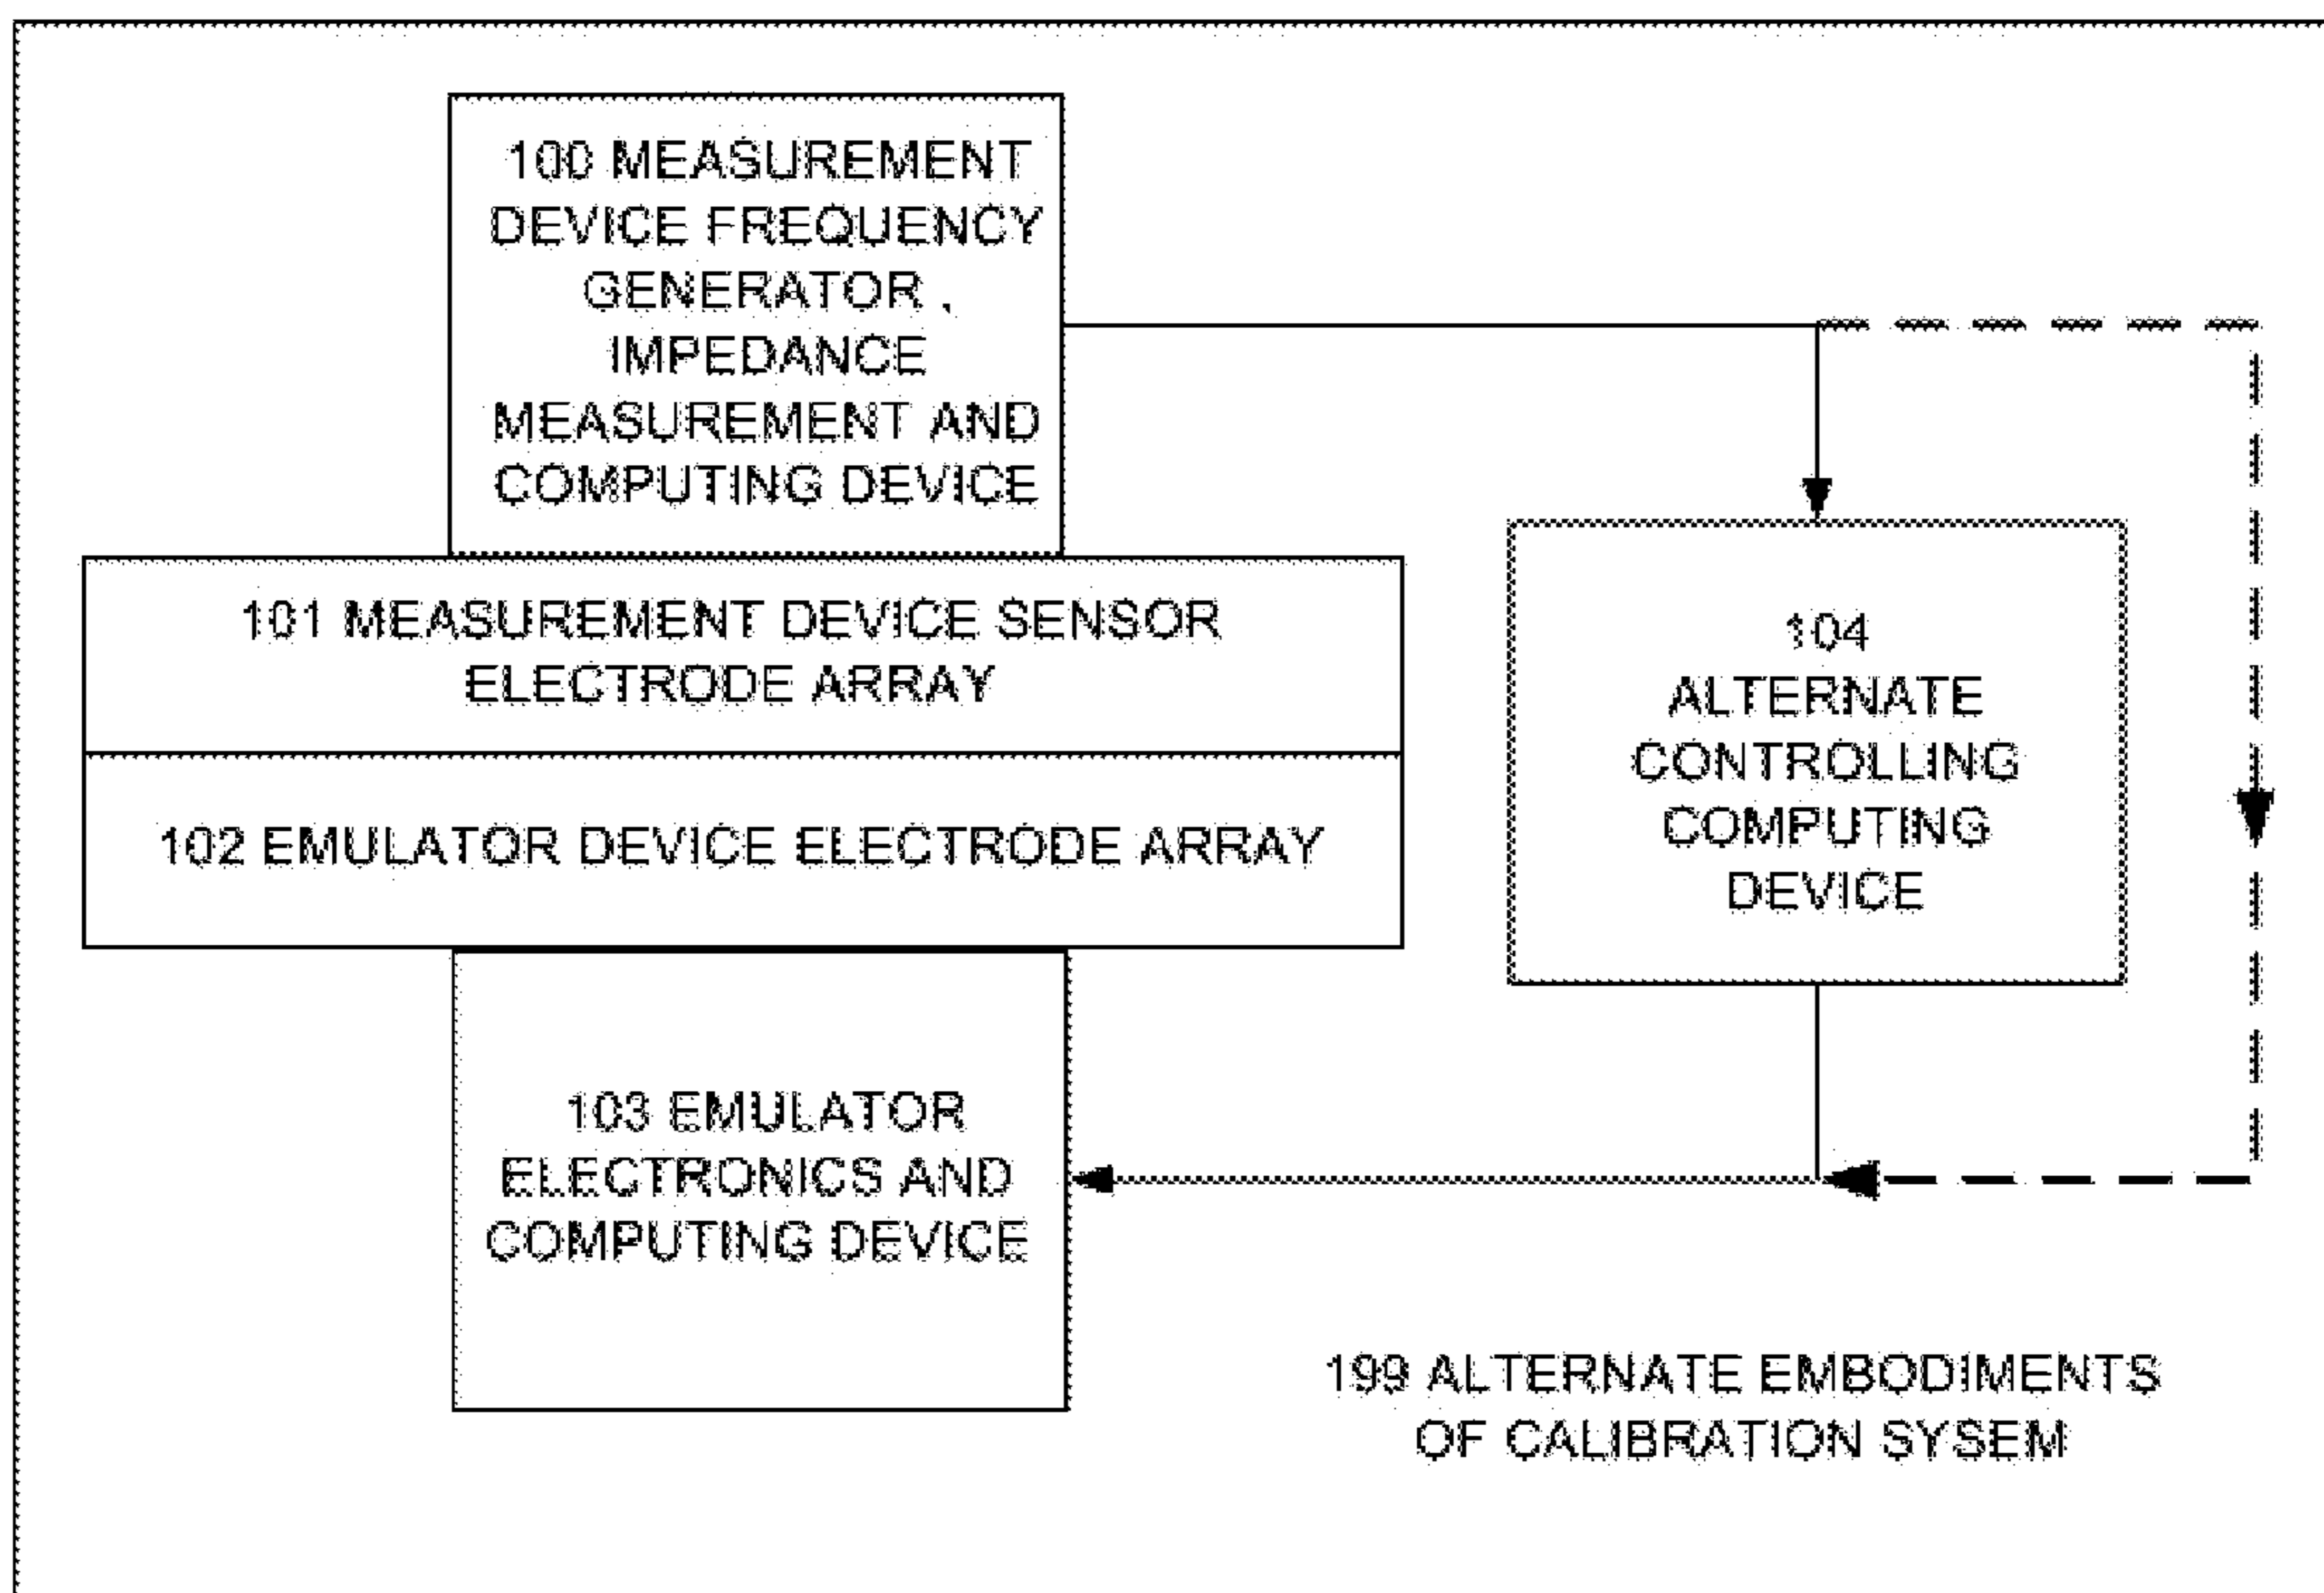 100 MEASUREMENT
DEVICE FREQUENCY
GENERATOR ,
IMPEDANCE
MEASUREMENT AND
COMPUTING DEVICE
101 MEASUREMENT DEVICE SENSOR
ELECTRODE ARRAY
102 EMULATOR DEVICE ELECTRODE ARRAY
103 EMULATOR
ELECTRONICS AND
COMPUTING DEVICE
104
ALTERNATE
CONTROLLING
COMPUTING
DEVICE
199 ALTERNATE EMBODIMENTS
OF CALIBRATION SYSEM